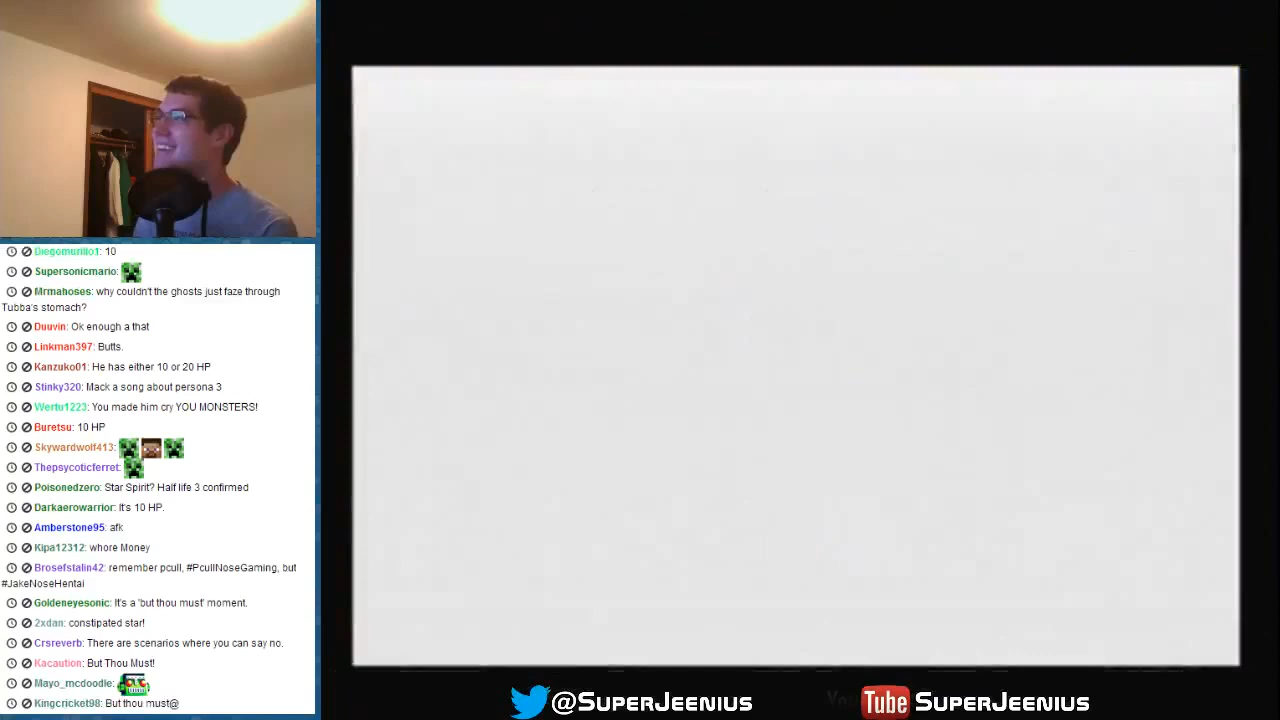 Diegomurillo1: 10
Supersonicmario:
Mrmahoses: why couldn't the ghosts just faze through
Tubba's stomach?
Duuvin: Ok enough a that
Linkman397: Butts.
Kanzuko01: He has either 10 or 20 HP
Stinky320: Mack a song about persona 3
Wertu1223: You made him cry YOU MONSTERS!
Buretsu: 10 HP
Skywardwolf413:
Thepsycoticferret:
Poisonedzero: Star Spirit? Half life 3 confirmed
Darkaerowarrior: It's 10 HP.
Amberstone95: afk
Kipa12312: whore Money
Brosefstalin42: remember pcull, #PcullNoseGaming, but
#JakeNoseHentai
Goldeneyesonic: It's a 'but thou must' moment.
2xdan: constipated star!
Crsreverb: There are scenarios where you can say no.
Kacaution: But Thou Must!
Mayo_mcdoodle:
Kingcricket98: But thou must@
@SuperJeenius
Tube SuperJeenius